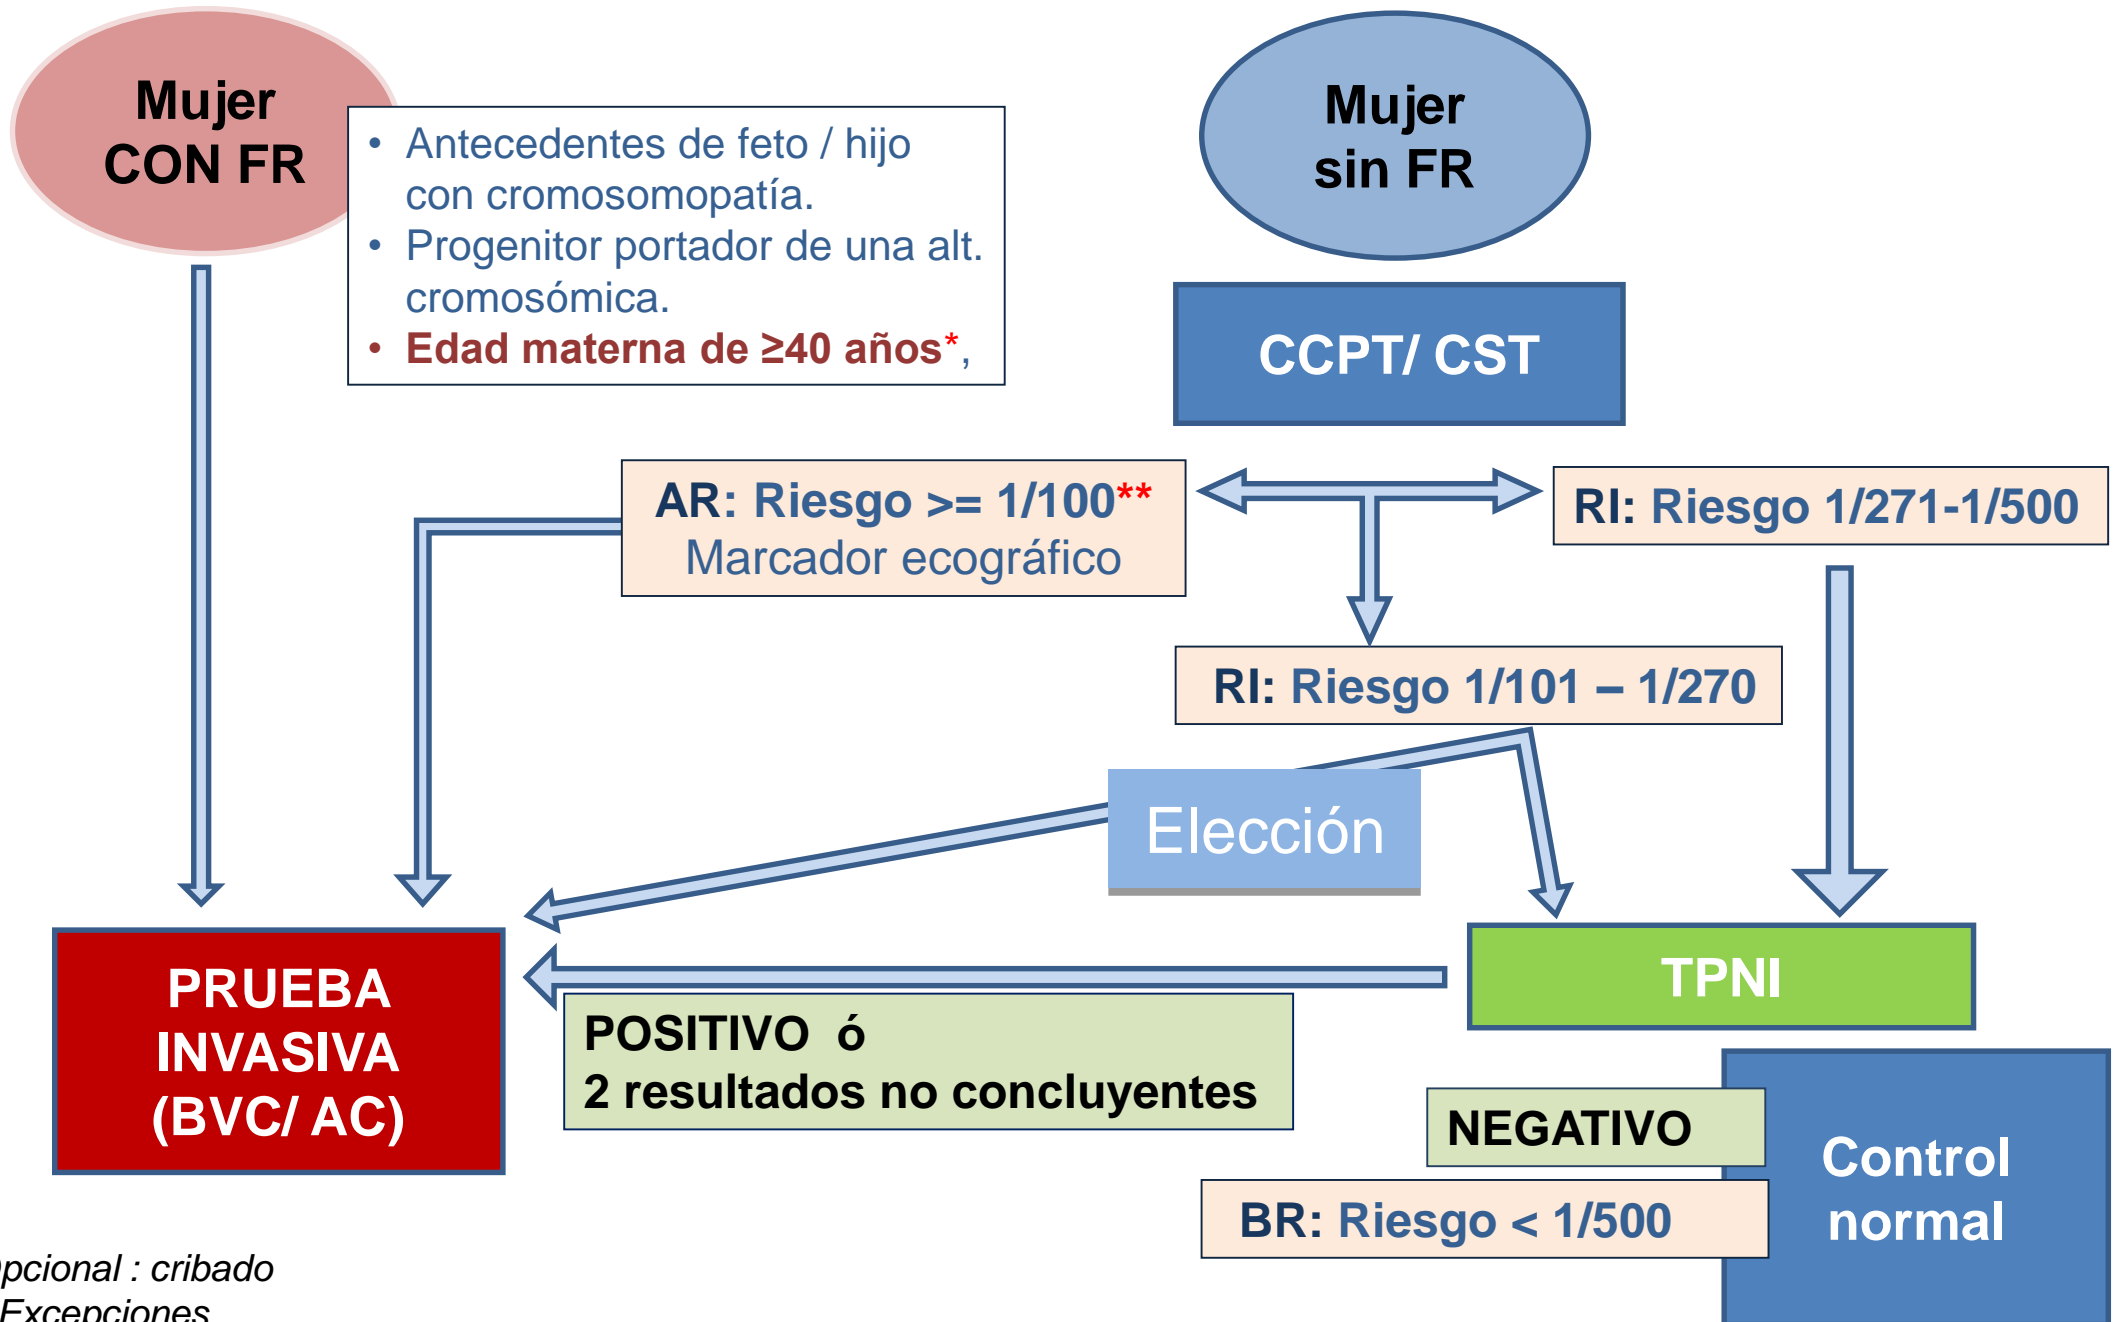 Mujer
CON FR
• Antecedentes de feto / hijo
con cromosomopatía.
• Progenitor portador de una alt.
cromosómica.
• Edad materna de ≥40 años*,
Mujer
sin FR
CCPT/ CST
AR: Riesgo >= 1/100**
Marcador ecográfico
RI: Riesgo 1/271-1/500
RI: Riesgo 1/101 – 1/270
Elección
PRUEBA
INVASIVA
(BVC/ AC)
TPNI
POSITIVO ó
2 resultados no concluyentes
NEGATIVO
Control
normal
BR: Riesgo < 1/500
pcional : cribado
Excepciones